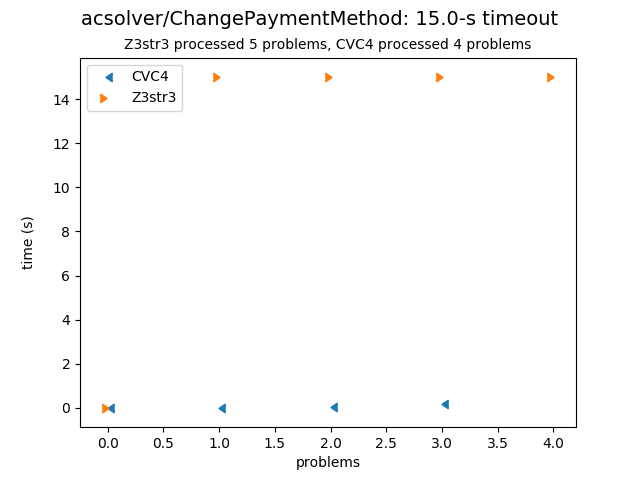 acsolver/ChangePaymentMethod: 15.0-s timeout
Z3str3 processed 5 problems, CVC4 processed 4 problems
CVC4
Z3str3
14
12
10
8
6
4
2
0
time (s)
0.0 0.5 1.0 1.5 2.0 2.5 3.0 3.5 4.0
problems